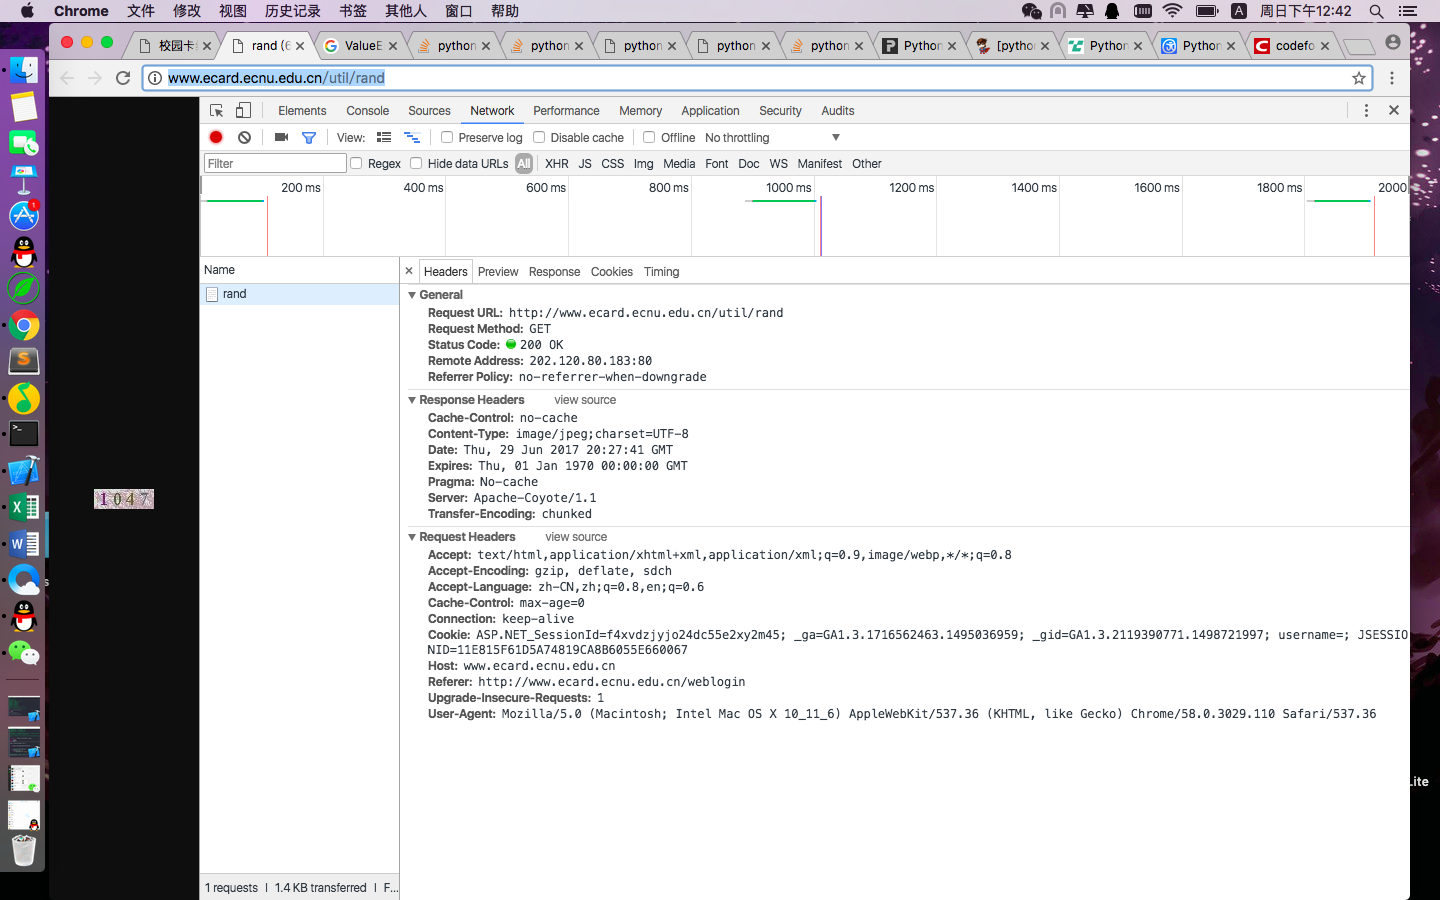 Chrome 文件 修改 视图 历史记录 书签 其他人 窗口 帮助 A 周日下午12:42
校园卡 rand (6 ValueE python python python python python Python [pytho Python Python codefo
www.ecard.ecnu.edu.cn/util/rand
Elements Console Sources Network Performance Memory Application Security Audits
View: Preserve log Disable cache Offline No throttling
Filter Regex Hide data URLs All XHR JS CSS Img Media Font Doc WS Manifest Other
200 ms 400 ms 600 ms 800 ms 1000 ms 1200 ms 1400 ms 1600 ms 1800 ms 2000
Name
rand
Headers Preview Response Cookies Timing
General
Request URL: http://www.ecard.ecnu.edu.cn/util/rand
Request Method: GET
Status Code: 200 OK
Remote Address: 202.120.80.183:80
Referrer Policy: no-referrer-when-downgrade
Response Headers view source
Cache-Control: no-cache
Content-Type: image/jpeg;charset=UTF-8
Date: Thu, 29 Jun 2017 20:27:41 GMT
Expires: Thu, 01 Jan 1970 00:00:00 GMT
Pragma: No-cache
Server: Apache-Coyote/1.1
Transfer-Encoding: chunked
Request Headers view source
Accept: text/html,application/xhtml+xml,application/xml;q=0.9,image/webp,*/*;q=0.8
Accept-Encoding: gzip, deflate, sdch
Accept-Language: zh-CN,zh;q=0.8,en;q=0.6
Cache-Control: max-age=0
Connection: keep-alive
Cookie: ASP.NET_SessionId=f4xvdzjyjo24dc55e2xy2m45; _ga=GA1.3.1716562463.1495036959; _gid=GA1.3.2119390771.1498721997; username=; JSESSIO
NID=11E815F61D5A74819CA8B6055E660067
Host: www.ecard.ecnu.edu.cn
Referer: http://www.ecard.ecnu.edu.cn/weblogin
Upgrade-Insecure-Requests: 1
User-Agent: Mozilla/5.0 (Macintosh; Intel Mac OS X 10_11_6) AppleWebKit/537.36 (KHTML, like Gecko) Chrome/58.0.3029.110 Safari/537.36
1047
Lite
1 requests | 1.4 KB transferred | F...